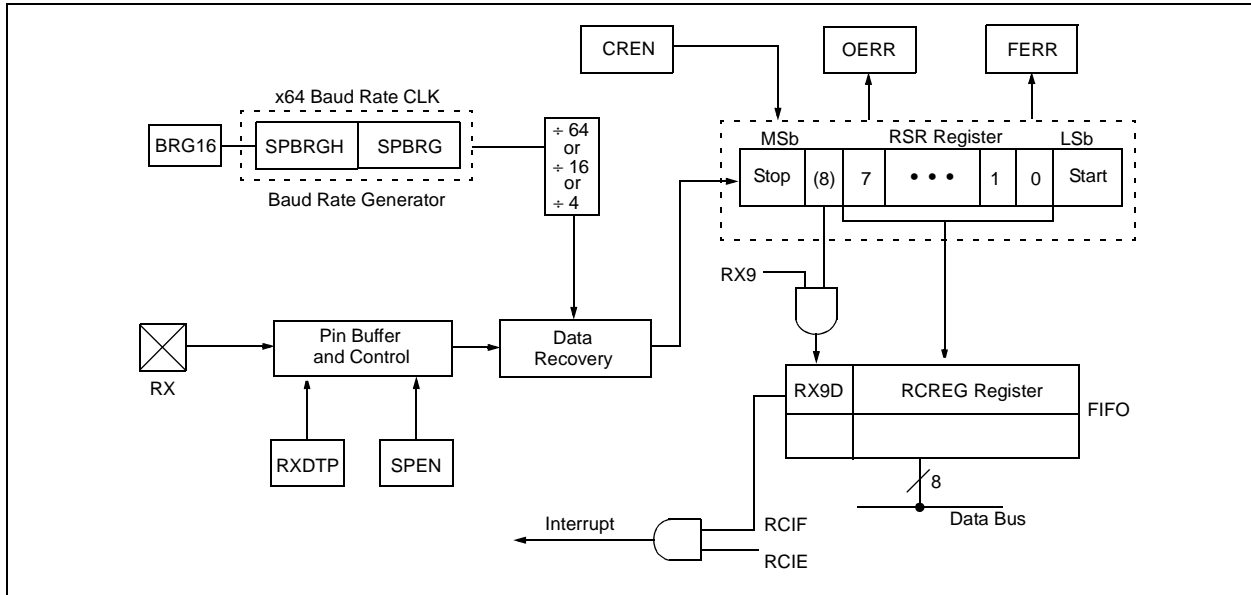 CREN
OERR
FERR
x64 Baud Rate CLK
BRG16
SPBRGH
SPBRG
Baud Rate Generator
÷ 64
or
÷ 16
or
÷ 4
MSb
RSR Register
LSb
Stop
(8)
7
• • •
1
0
Start
RX9
RX
Pin Buffer
and Control
Data
Recovery
RXDTP
SPEN
RX9D
RCREG Register
FIFO
8
Data Bus
Interrupt
RCIF
RCIE